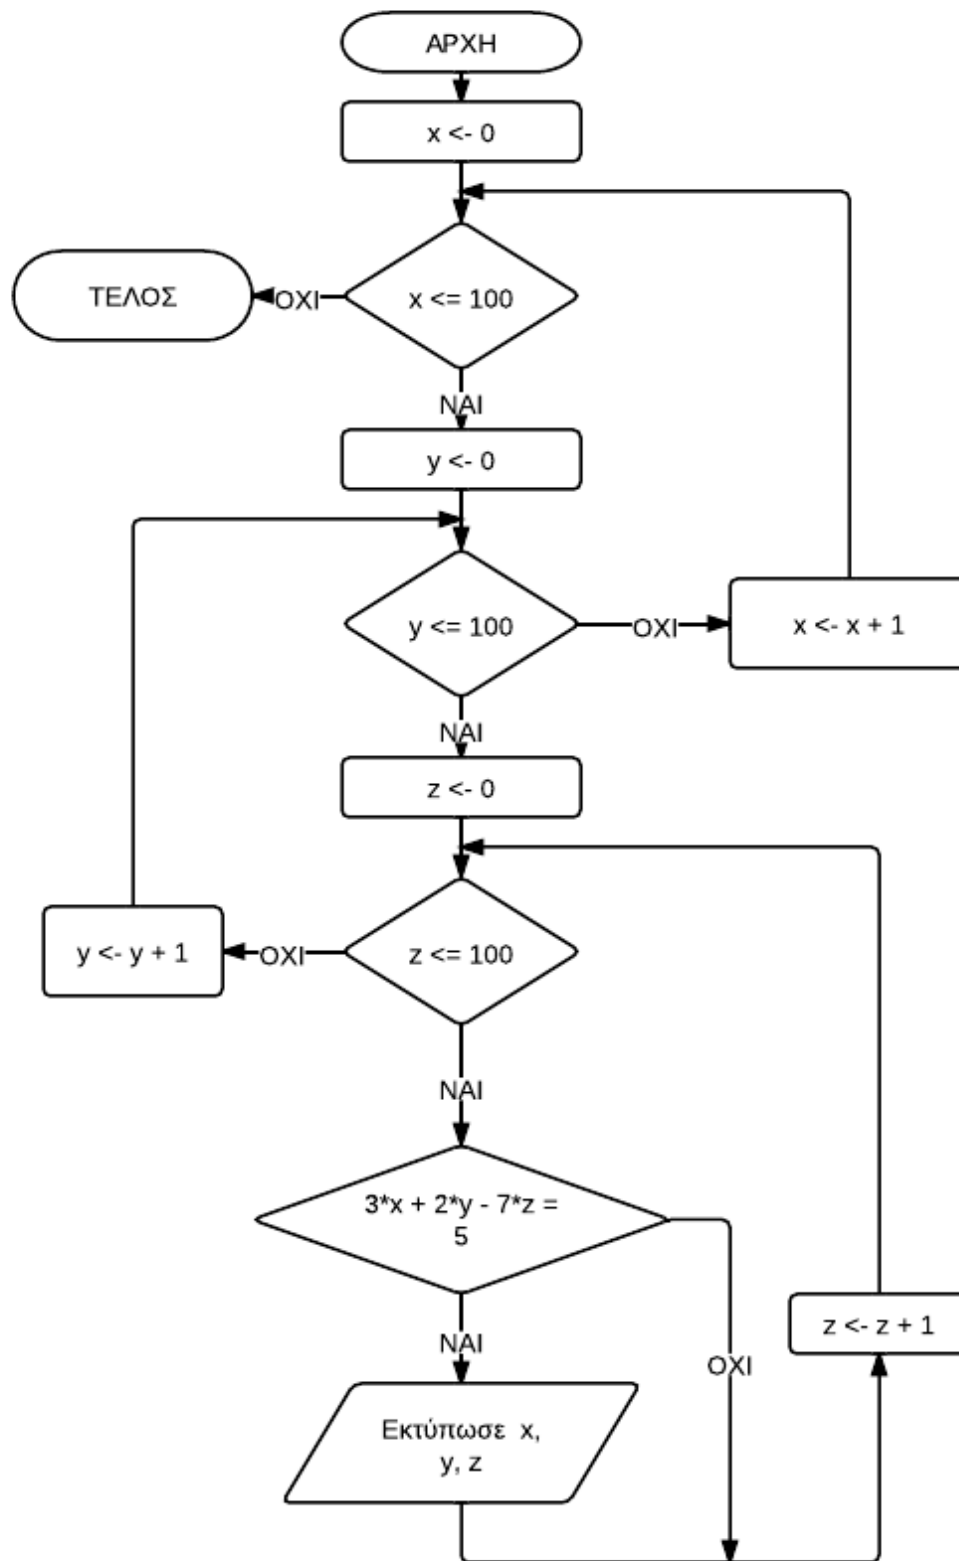 ΑΡΧΗ
x <- 0
x <= 100
ΟΧΙ
ΤΕΛΟΣ
ΝΑΙ
y <- 0
y <= 100
ΟΧΙ
x <- x + 1
ΝΑΙ
z <- 0
z <= 100
ΟΧΙ
y <- y + 1
ΝΑΙ
3*x + 2*y - 7*z =
5
ΝΑΙ
ΟΧΙ
z <- z + 1
Εκτύπωσε x,
y, z